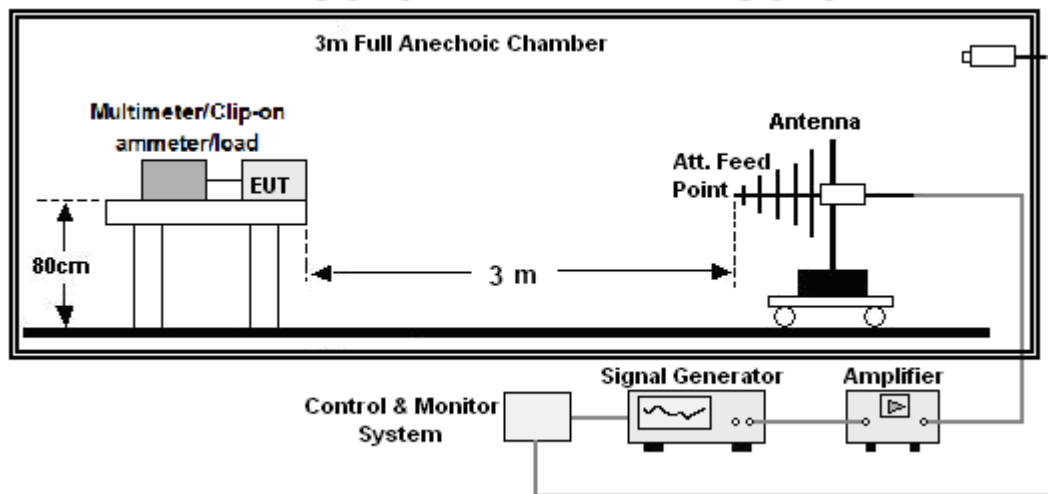 3m Full Anechoic Chamber
Multimeter/Clip-on
ammeter/load
EUT
Antenna
Att. Feed
Point
80cm
3 m
Signal Generator
Amplifier
Control & Monitor
System